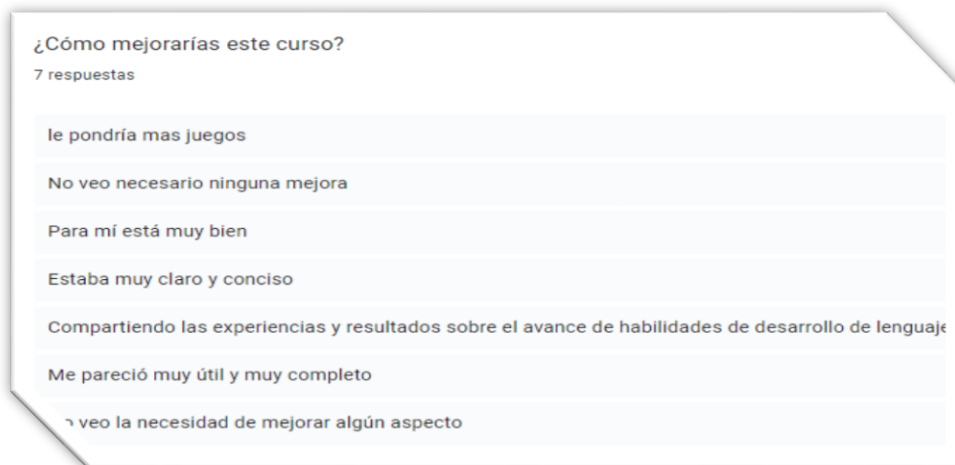 ¿Cómo mejorarías este curso?
7 respuestas
le pondría mas juegos
No veo necesario ninguna mejora
Para mí está muy bien
Estaba muy claro y conciso
Compartiendo las experiencias y resultados sobre el avance de habilidades de desarrollo de lenguaje
Me pareció muy útil y muy completo
veo la necesidad de mejorar algún aspecto